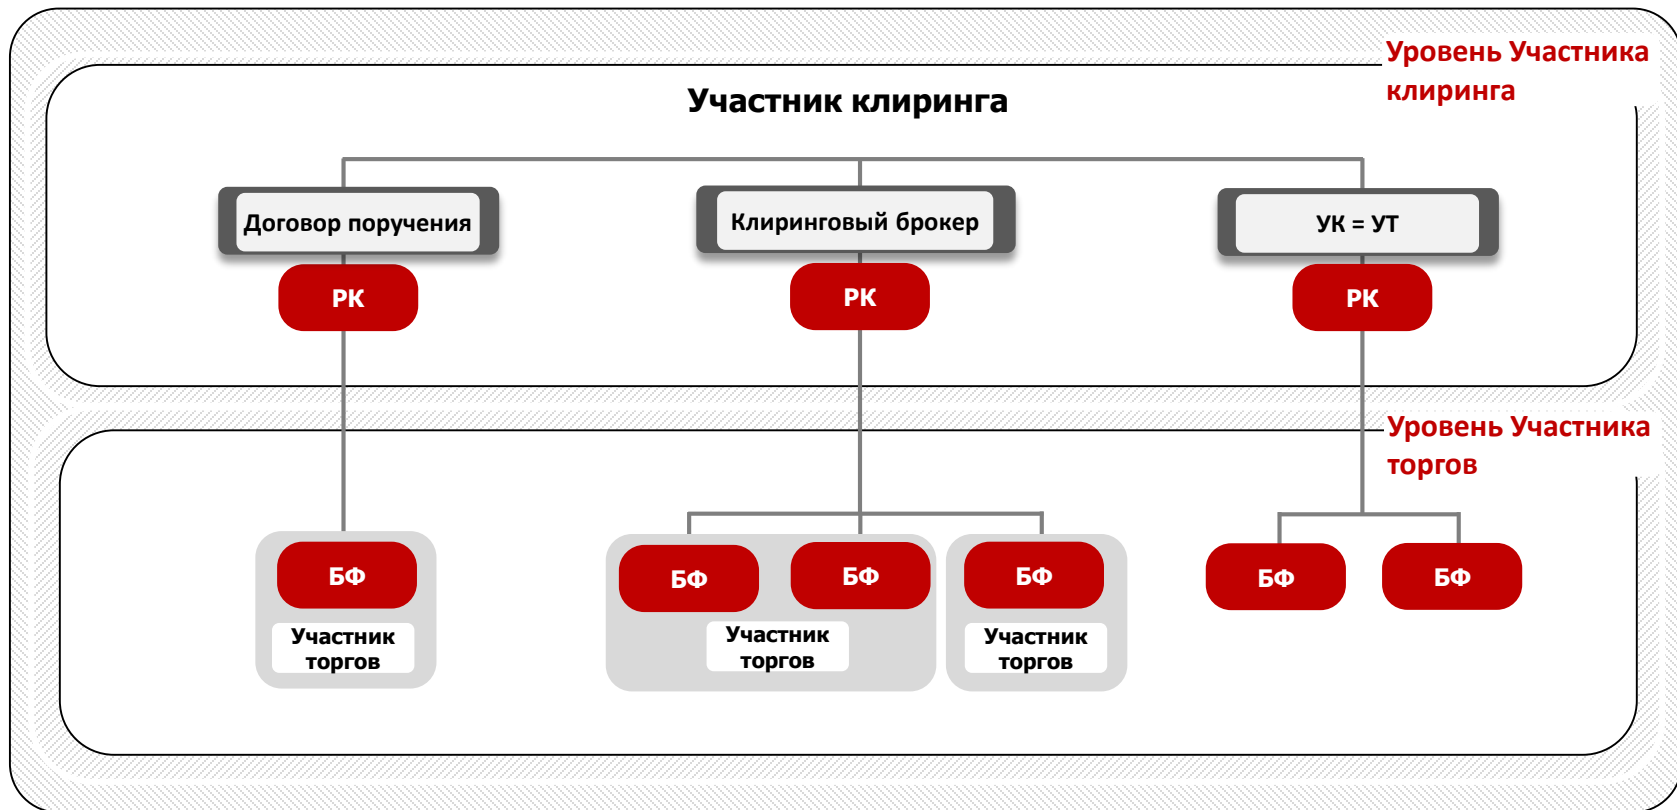 Уровень Участника
клиринга
Участник клиринга
Договор поручения
Клиринговый брокер
УК = УТ
РК
РК
РК
Уровень Участника
торгов
БФ
БФ
БФ
БФ
БФ
БФ
Участник
торгов
Участник
торгов
Участник
торгов